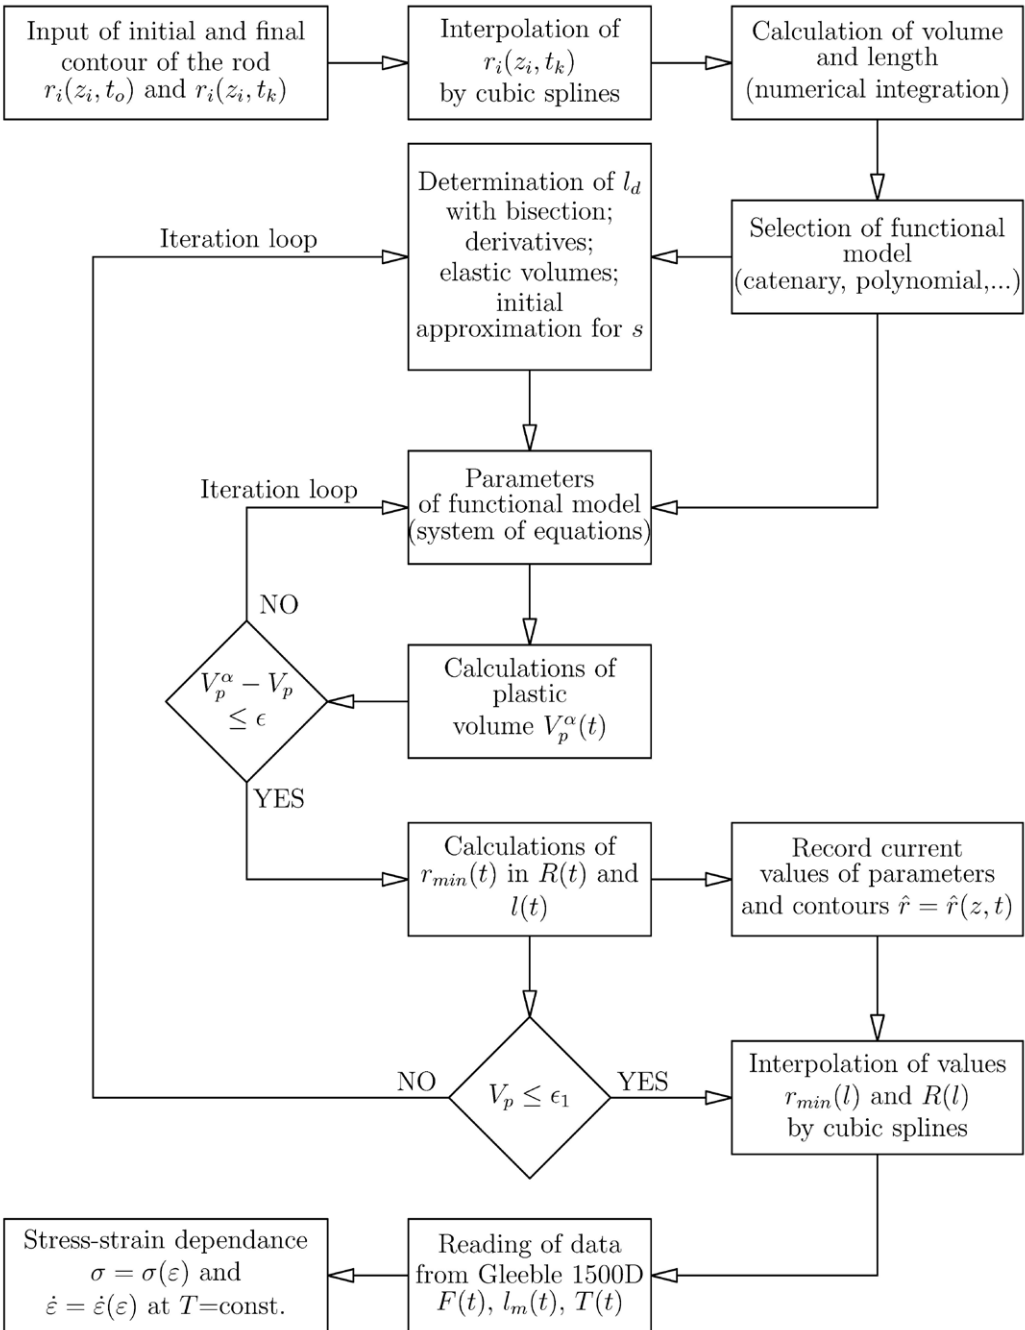 Input of initial and final
contour of the rod
r_i(z_i, t_o) and r_i(z_i, t_k)
Interpolation of
r_i(z_i, t_k)
by cubic splines
Calculation of volume
and length
(numerical integration)
Determination of l_d
with bisection;
derivatives;
elastic volumes;
initial
approximation for s
Selection of functional
model
(catenary, polynomial,...)
Iteration loop
Parameters
of functional model
(system of equations)
Iteration loop
NO
V_p^α − V_p
≤ ϵ
YES
Calculations of
plastic
volume V_p^α(t)
Calculations of
r_min(t) in R(t) and
l(t)
Record current
values of parameters
and contours r̂ = r̂(z, t)
NO
V_p ≤ ϵ_1
YES
Interpolation of values
r_min(l) and R(l)
by cubic splines
Reading of data
from Gleeble 1500D
F(t), l_m(t), T(t)
Stress-strain dependance
σ = σ(ε) and
ε̇ = ε̇(ε) at T=const.